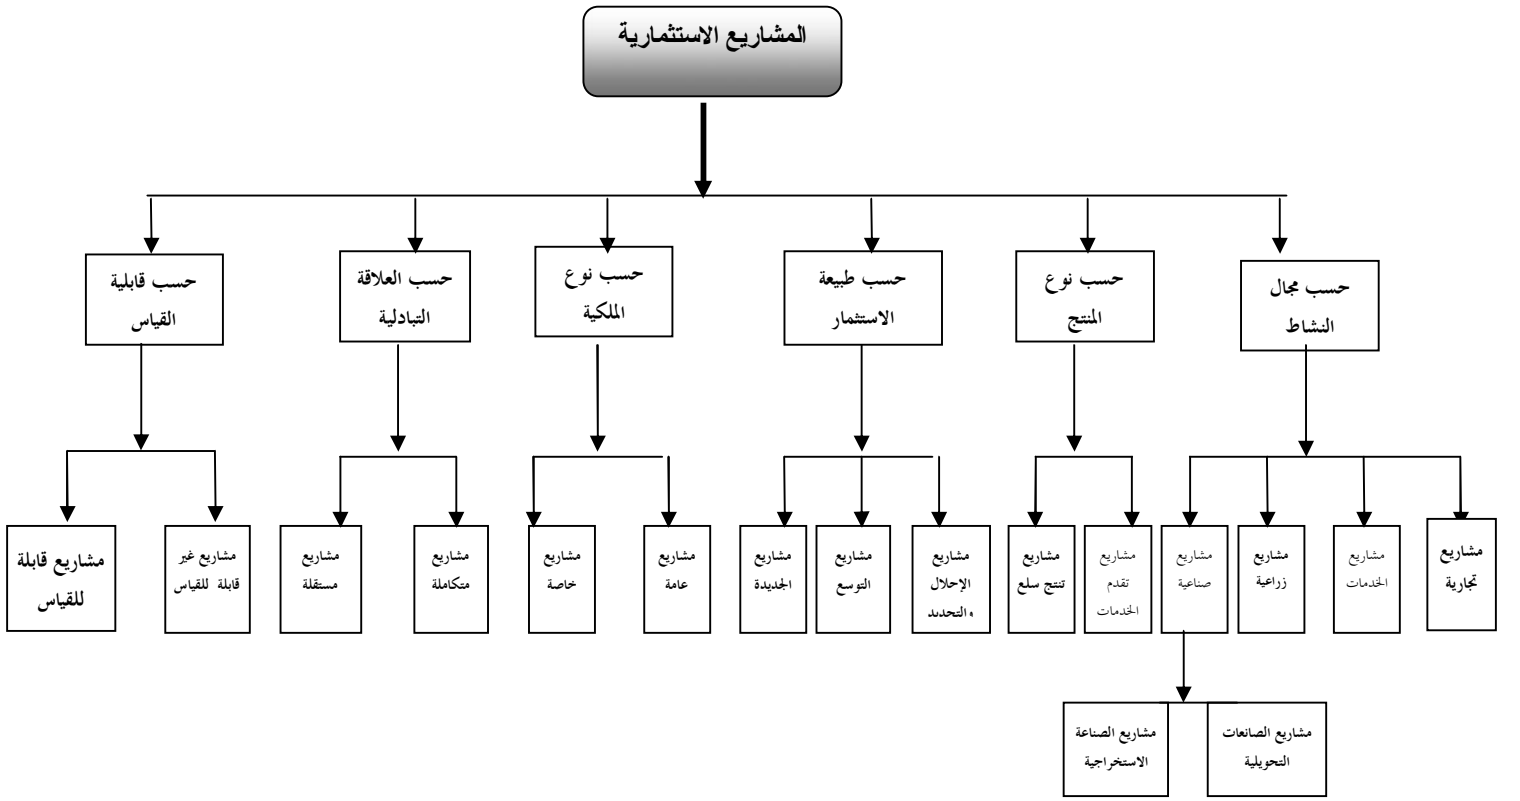 المشاريع الاستثمارية
حسب مجال
النشاط
حسب نوع
المنتج
حسب طبيعة
الاستثمار
حسب نوع
الملكية
حسب العلاقة
التبادلية
حسب قابلية
القياس
مشاريع
تجارية
مشاريع
الخدمات
مشاريع
زراعية
مشاريع
صناعية
مشاريع
تقدم
الخدمات
مشاريع
تنتج سلع
مشاريع
الإحلال
والتجديد
مشاريع
التوسع
مشاريع
الجديدة
مشاريع
عامة
مشاريع
خاصة
مشاريع
متكاملة
مشاريع
مستقلة
مشاريع غير
قابلة للقياس
مشاريع قابلة
للقياس
مشاريع الصانعات
التحويلية
مشاريع الصناعة
الاستخراجية